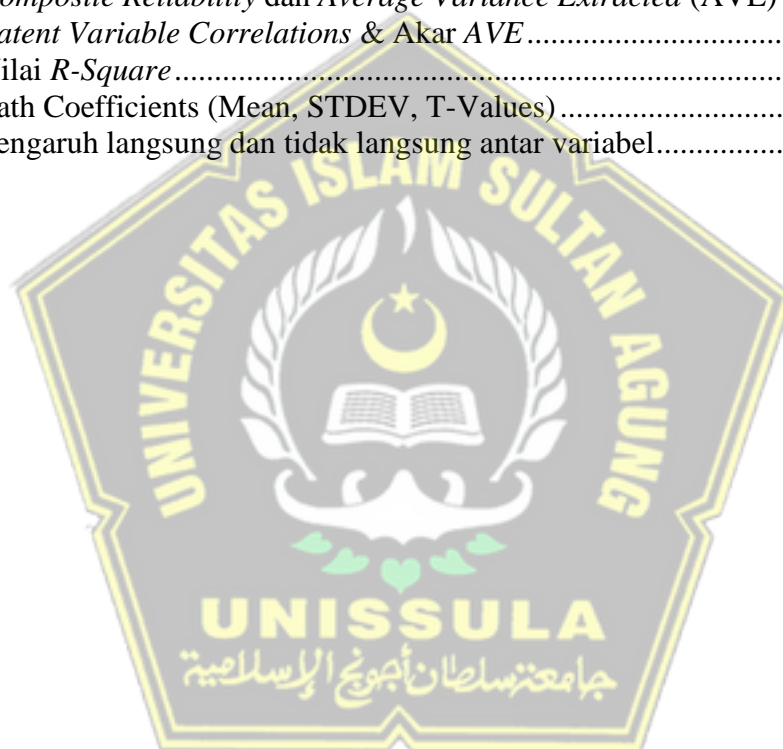 omposite Reliability dan Average Variance Extracted (AVE)
atent Variable Correlations & Akar AVE
ilai R-Square
ath Coefficients (Mean, STDEV, T-Values)
engaruh langsung dan tidak langsung antar variabel
UNIVERSITAS ISLAM SULTAN AGUNG
UNISSULA
جامعة سلطان أجونج الإسلامية